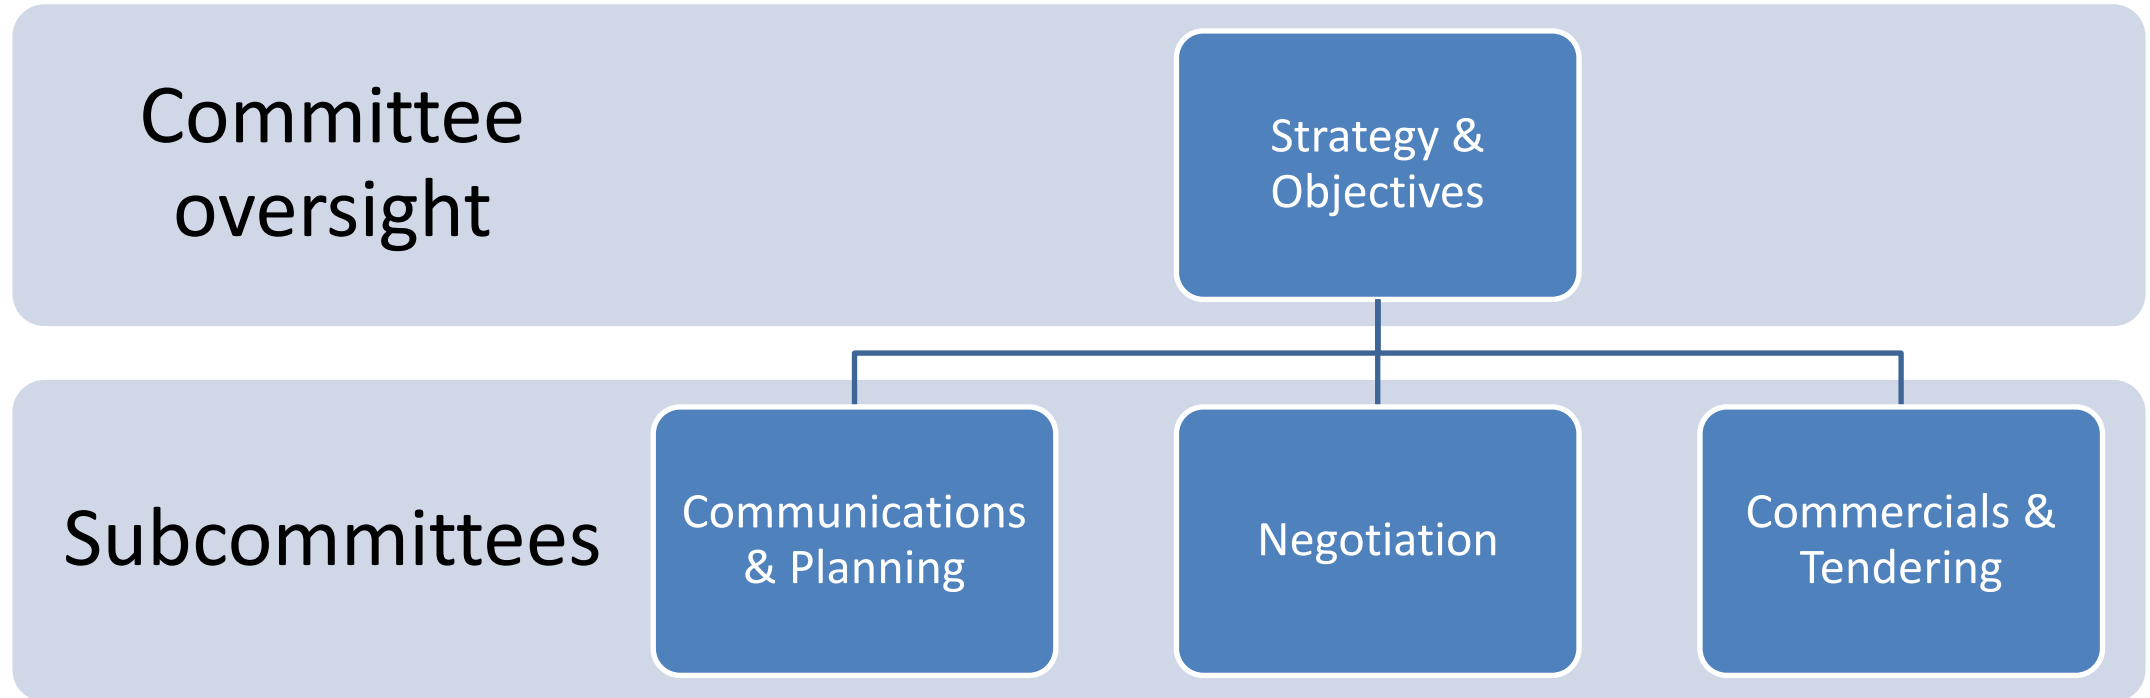 Committee
oversight
Strategy &
Objectives
Subcommittees
Communications
& Planning
Negotiation
Commercials &
Tendering